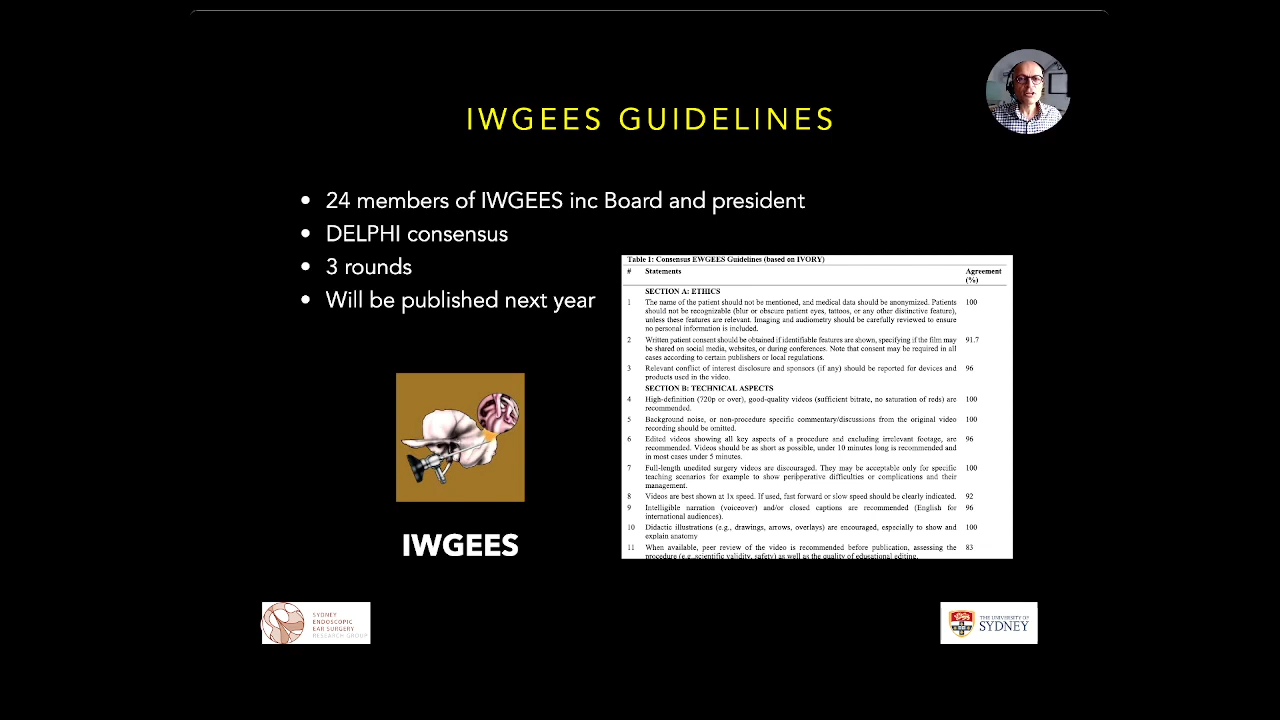 IWGEES GUIDELINES
• 24 members of IWGEES inc Board and president
• DELPHI consensus
• 3 rounds
• Will be published next year
Table 1: Consensus EWGEES Guidelines (based on IVORY)
# Statements Agreement (%)
SECTION A: ETHICS
1 The name of the patient should not be mentioned, and medical data should be anonymized. Patients 100
should not be recognizable (blur or obscure patient eyes, tattoos, or any other distinctive feature),
unless these features are relevant. Imaging and audiometry should be carefully reviewed to ensure
no personal information is included.
2 Written patient consent should be obtained if identifiable features are shown, specifying if the film may 91.7
be shared on social media, websites, or during conferences. Note that consent may be required in all
cases according to certain publishers or local regulations.
3 Relevant conflict of interest disclosure and sponsors (if any) should be reported for devices and 96
products used in the video.
SECTION B: TECHNICAL ASPECTS
4 High-definition (720p or over), good-quality videos (sufficient bitrate, no saturation of reds) are 100
recommended.
5 Background noise, or non-procedure specific commentary/discussions from the original video 100
recording should be omitted.
6 Edited videos showing all key aspects of a procedure and excluding irrelevant footage, are 96
recommended. Videos should be as short as possible, under 10 minutes long is recommended and
in most cases under 5 minutes.
7 Full-length unedited surgery videos are discouraged. They may be acceptable only for specific 100
teaching scenarios for example to show perioperative difficulties or complications and their
management.
8 Videos are best shown at 1x speed. If used, fast forward or slow speed should be clearly indicated. 92
9 Intelligible narration (voiceover) and/or closed captions are recommended (English for 96
international audiences).
10 Didactic illustrations (e.g., drawings, arrows, overlays) are encouraged, especially to show and 100
explain anatomy
11 When available, peer review of the video is recommended before publication, assessing the 83
procedure (e.g.,scientific validity, safety) as well as the quality of educational editing.
IWGEES
SYDNEY
ENDOSCOPIC
EAR SURGERY
RESEARCH GROUP
THE UNIVERSITY OF
SYDNEY